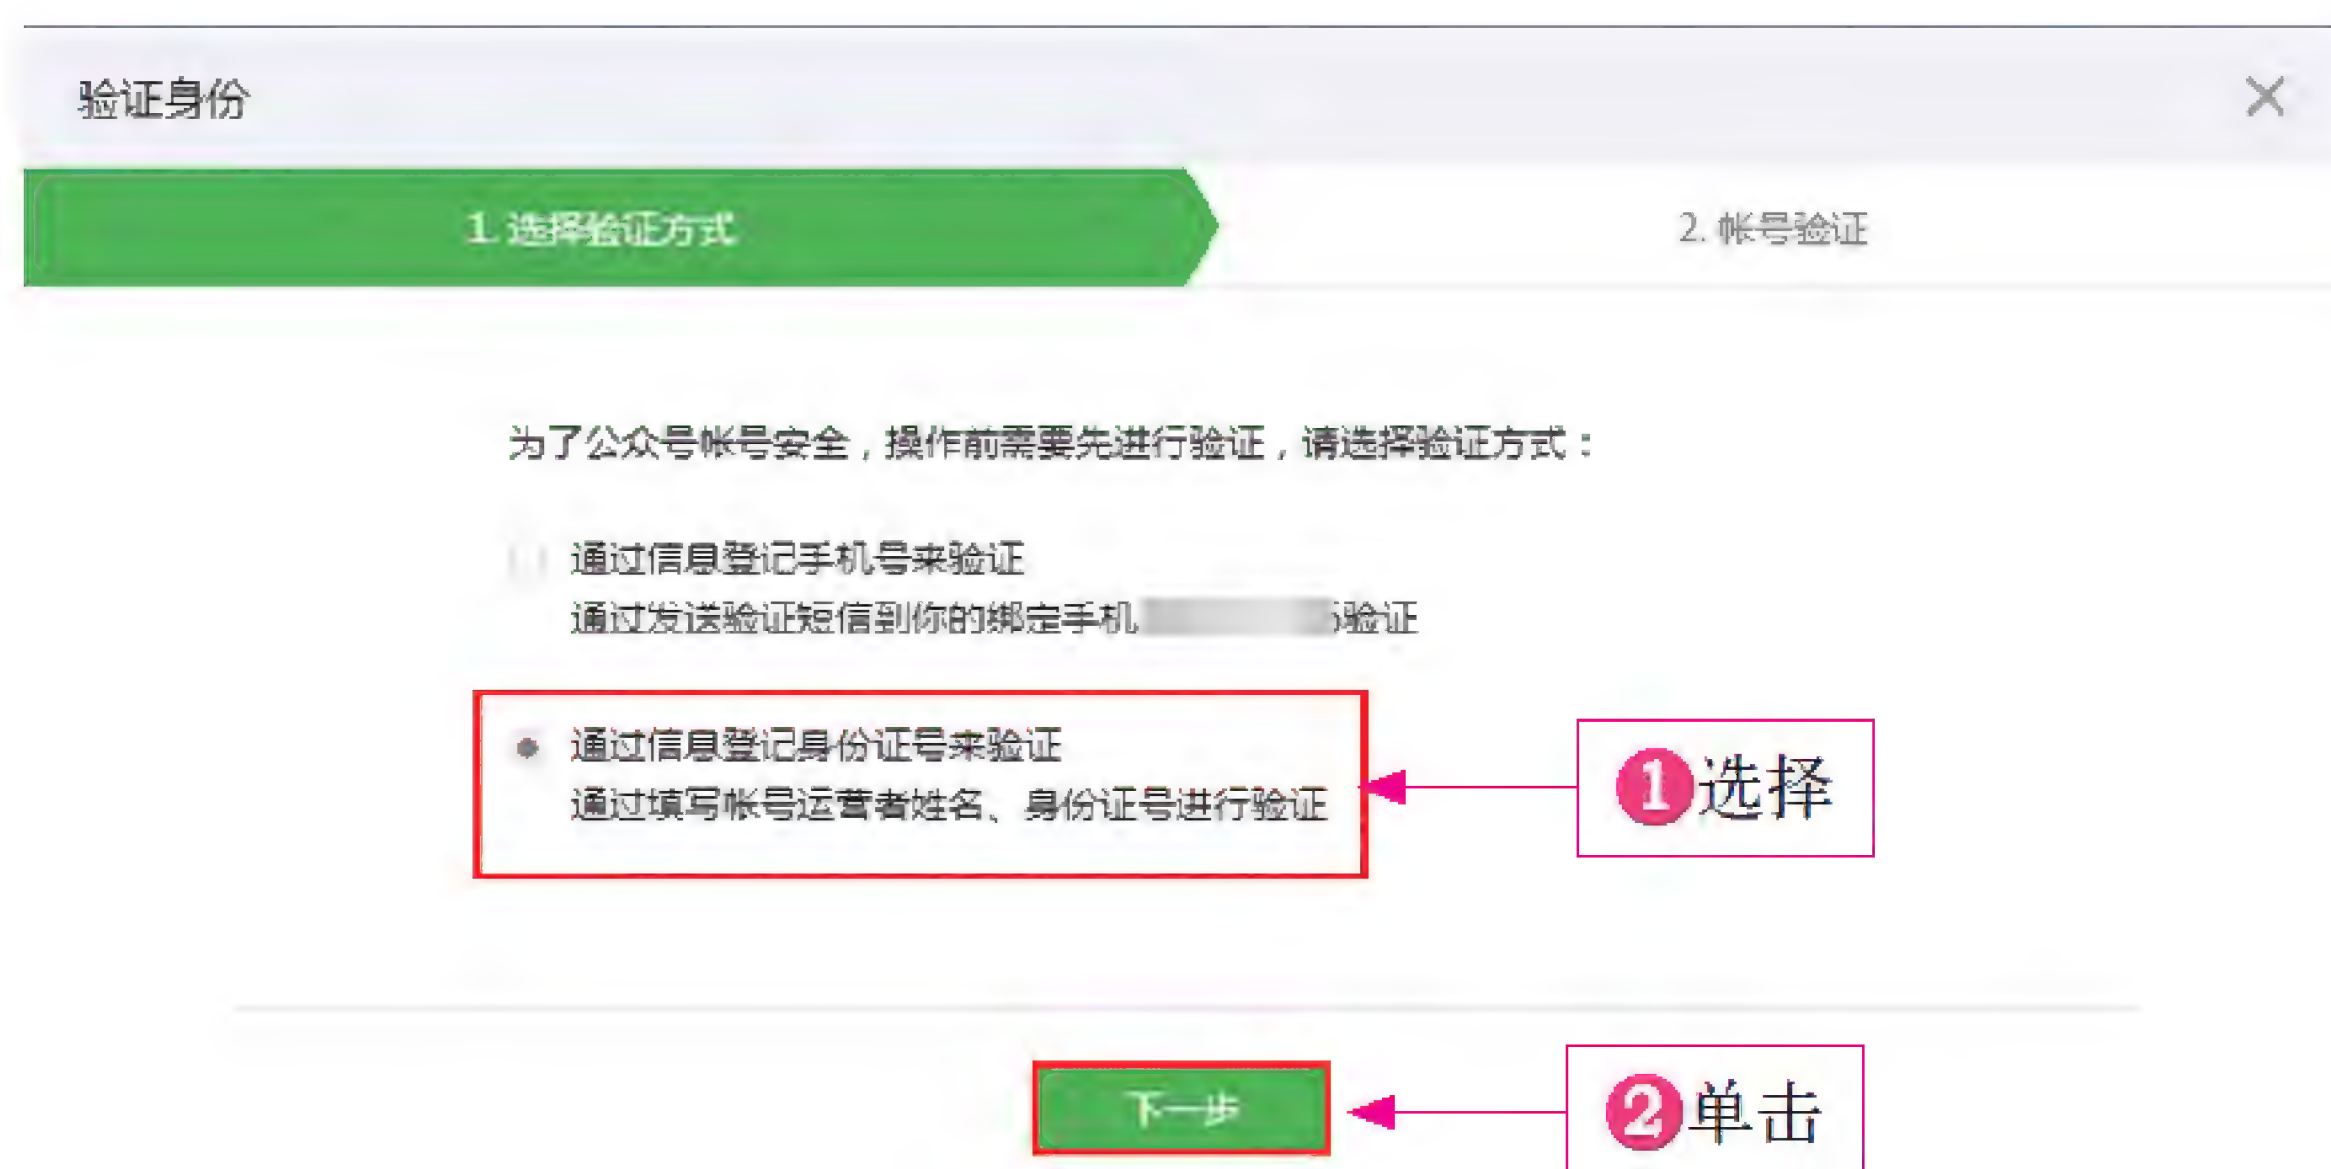 验证身份
1. 选择验证方式
2. 帐号验证
为了公众号帐号安全，操作前需要先进行验证，请选择验证方式：
通过信息登记手机号来验证
通过发送验证短信到你的绑定手机 验证
通过信息登记身份证号来验证
通过填写帐号运营者姓名、身份证号进行验证
1选择
下一步
2单击